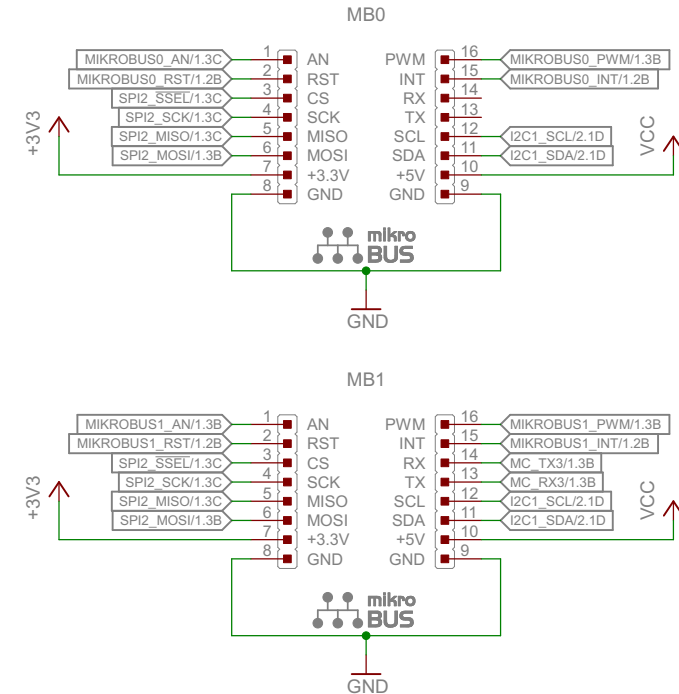 MB0
MIKROBUS0_AN/1.3C 1 AN PWM 16 MIKROBUS0_PWM/1.3B
MIKROBUS0_RST/1.2B 2 RST INT 15 MIKROBUS0_INT/1.2B
SPI2_SSEL/1.3C 3 CS RX 14
SPI2_SCK/1.3C 4 SCK TX 13
SPI2_MISO/1.3C 5 MISO SCL 12 I2C1_SCL/2.1D
SPI2_MOSI/1.3B 6 MOSI SDA 11 I2C1_SDA/2.1D
+3V3 7 +3.3V +5V 10 VCC
8 GND GND 9
mikro
BUS
GND
MB1
MIKROBUS1_AN/1.3B 1 AN PWM 16 MIKROBUS1_PWM/1.3B
MIKROBUS1_RST/1.2B 2 RST INT 15 MIKROBUS1_INT/1.2B
SPI2_SSEL/1.3C 3 CS RX 14 MC_TX3/1.3B
SPI2_SCK/1.3C 4 SCK TX 13 MC_RX3/1.3B
SPI2_MISO/1.3C 5 MISO SCL 12 I2C1_SCL/2.1D
SPI2_MOSI/1.3B 6 MOSI SDA 11 I2C1_SDA/2.1D
+3V3 7 +3.3V +5V 10 VCC
8 GND GND 9
mikro
BUS
GND